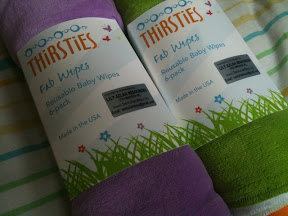 THIRSTIES
Fab Wipes
Reusable Baby Wipes
6-pack
Made in the USA
THIRSTIES
Fab Wipes
Reusable Baby Wipes
6-pack
Made in the USA